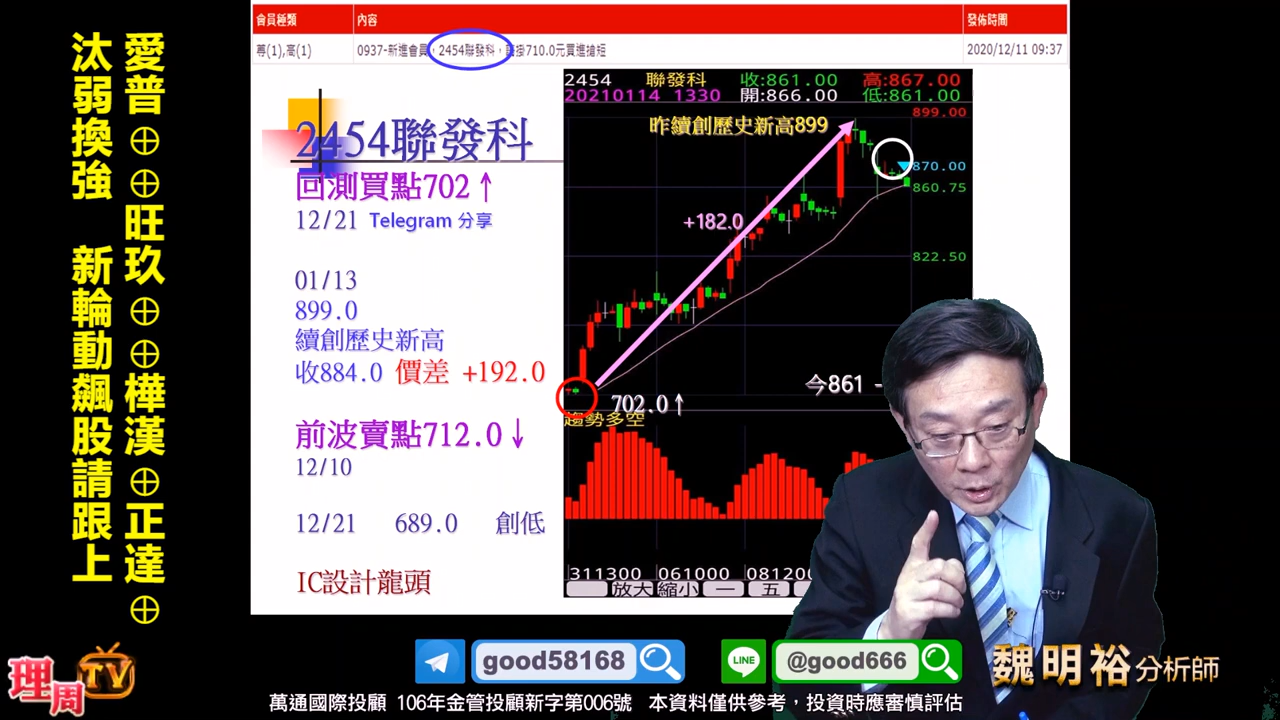 愛普⊕⊕旺玖⊕⊕樺漢⊕正達⊕
汰弱換強 新輪動飆股請跟上
會員種類 內容 發佈時間
尊(1),高(1) 0937-新進會員，2454聯發科，掛710.0元買進搶 2020/12/11 09:37
2454聯發科
回測買點702↑
12/21 Telegram 分享
01/13
899.0
續創歷史新高
收884.0 價差 +192.0
前波賣點712.0↓
12/10
12/21 689.0 創低
IC設計龍頭
2454 聯發科 收:861.00 高:867.00
20210114 1330 開:866.00 低:861.00
899.00
昨續創歷史新高899
870.00
860.75
+182.0
822.50
今861 -
702.0↑
趨勢多空
311300 061000 081200
放大 縮小 一 五
理周TV
good58168
LINE
@good666
魏明裕分析師
萬通國際投顧 106年金管投顧新字第006號 本資料僅供參考，投資時應審慎評估